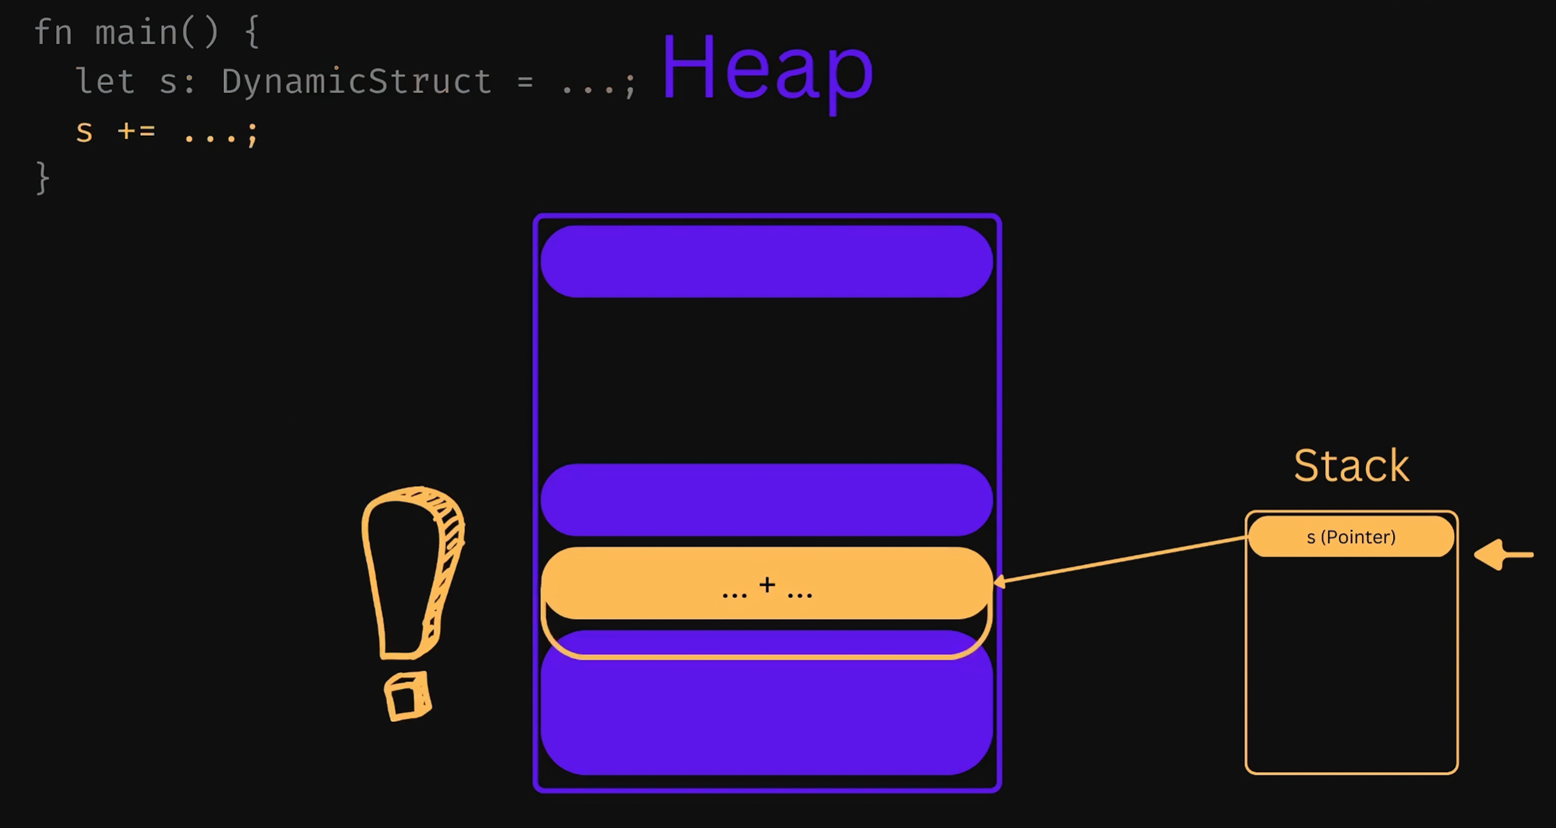 fn main() {
let s: DynamicStruct = ...;
s += ...;
}
Heap
... + ...
Stack
s (Pointer)